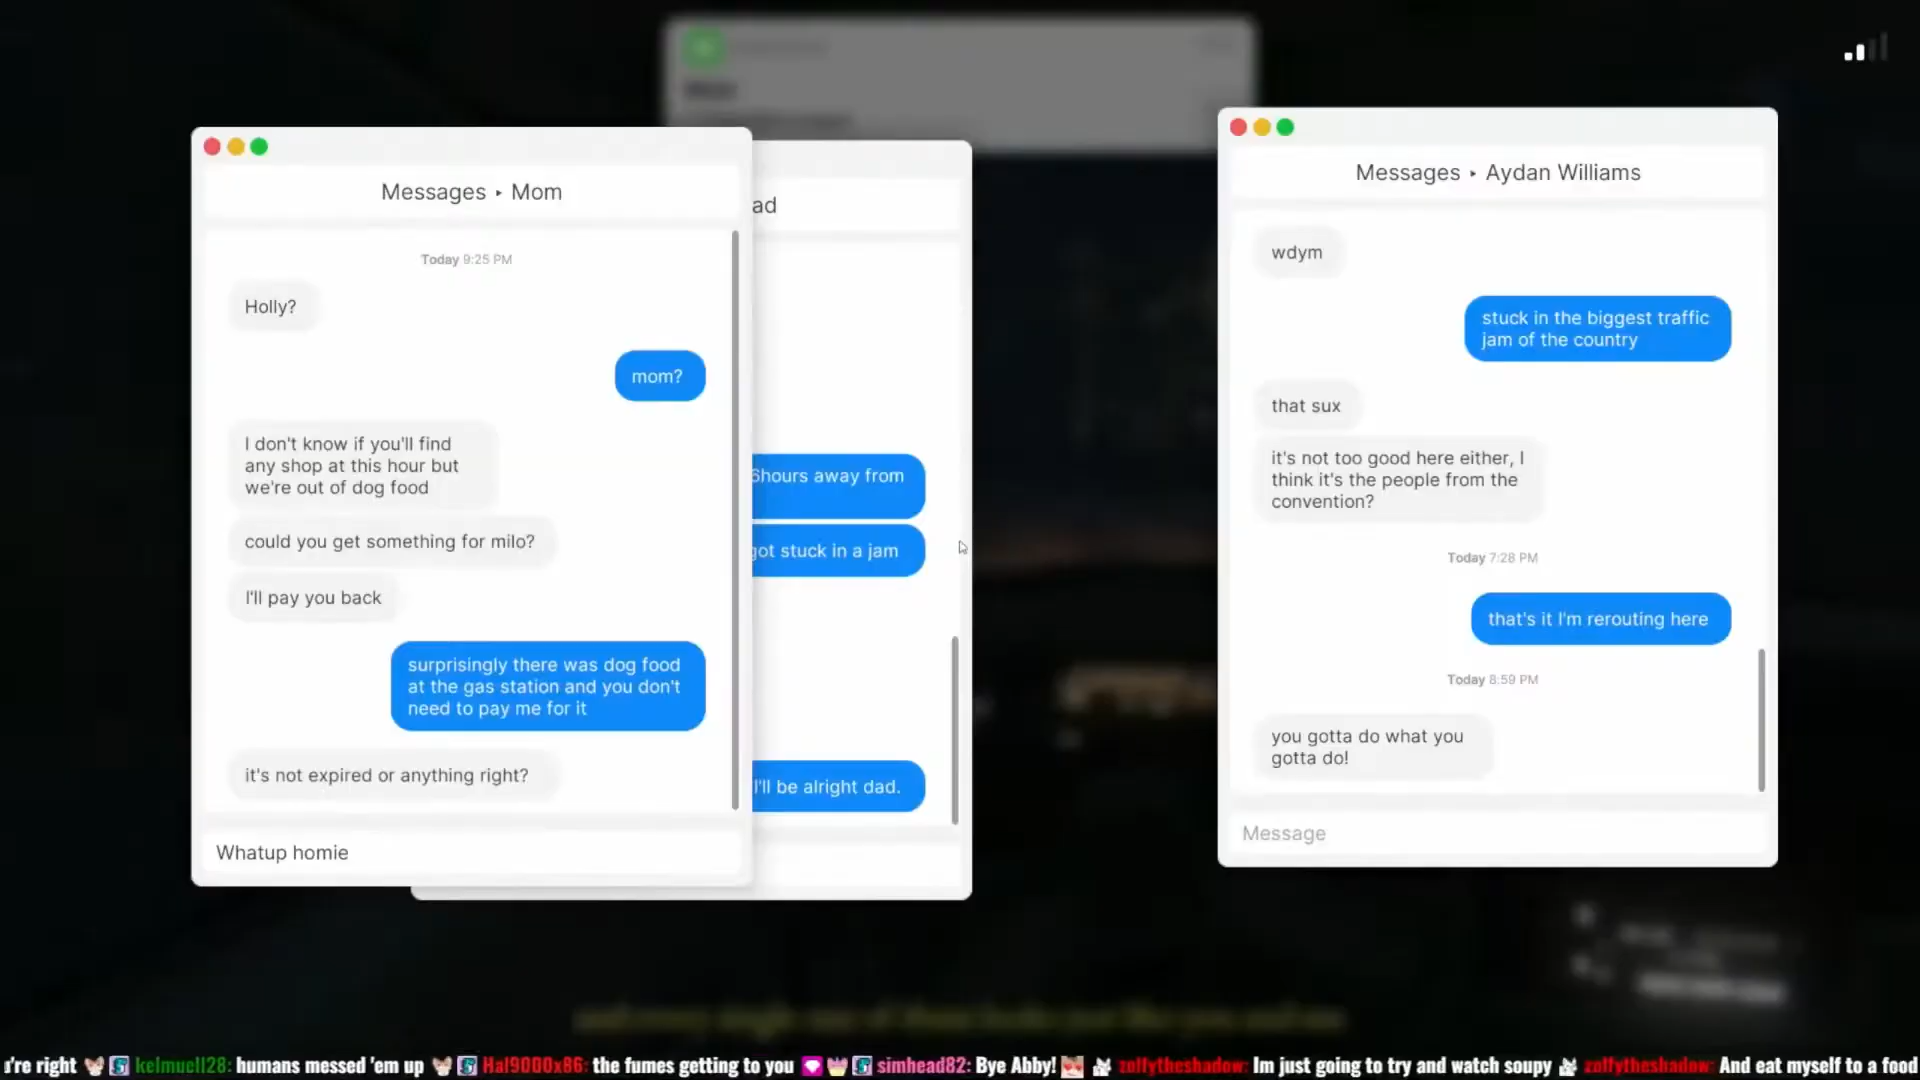 Messages ‣ Mom
Today 9:25 PM
Holly?
mom?
I don't know if you'll find
any shop at this hour but
we're out of dog food
could you get something for milo?
I'll pay you back
surprisingly there was dog food
at the gas station and you don't
need to pay me for it
it's not expired or anything right?
Whatup homie
ad
6hours away from
got stuck in a jam
I'll be alright dad.
Messages ‣ Aydan Williams
wdym
stuck in the biggest traffic
jam of the country
that sux
it's not too good here either, I
think it's the people from the
convention?
Today 7:28 PM
that's it I'm rerouting here
Today 8:59 PM
you gotta do what you
gotta do!
Message
r're right kelmuell28: humans messed 'em up Hal9000x86: the fumes getting to you simhead82: Bye Abby! zolfytheshadow: Im just going to try and watch soupy zolfytheshadow: And eat myself to a food